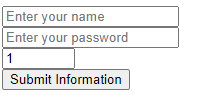 Enter your name
Enter your password
1
Submit Information